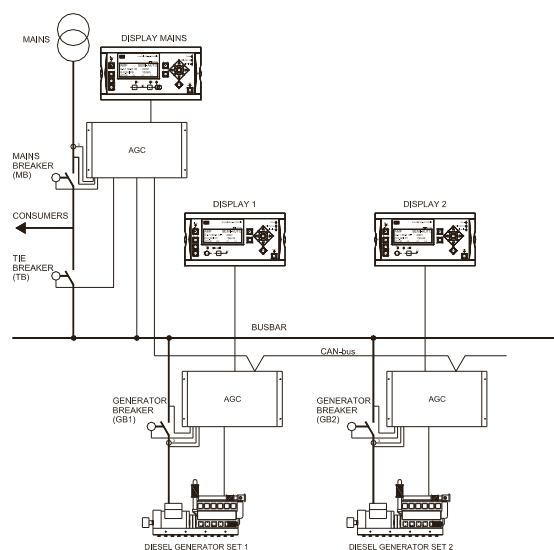 MAINS
DISPLAY MAINS
AGC
MAINS
BREAKER
(MB)
CONSUMERS
DISPLAY 1
DISPLAY 2
TIE
BREAKER
(TB)
BUSBAR
CAN-bus
GENERATOR
BREAKER
(GB1)
AGC
GENERATOR
BREAKER
(GB2)
AGC
DIESEL GENERATOR SET 1
DIESEL GENERATOR SET 2